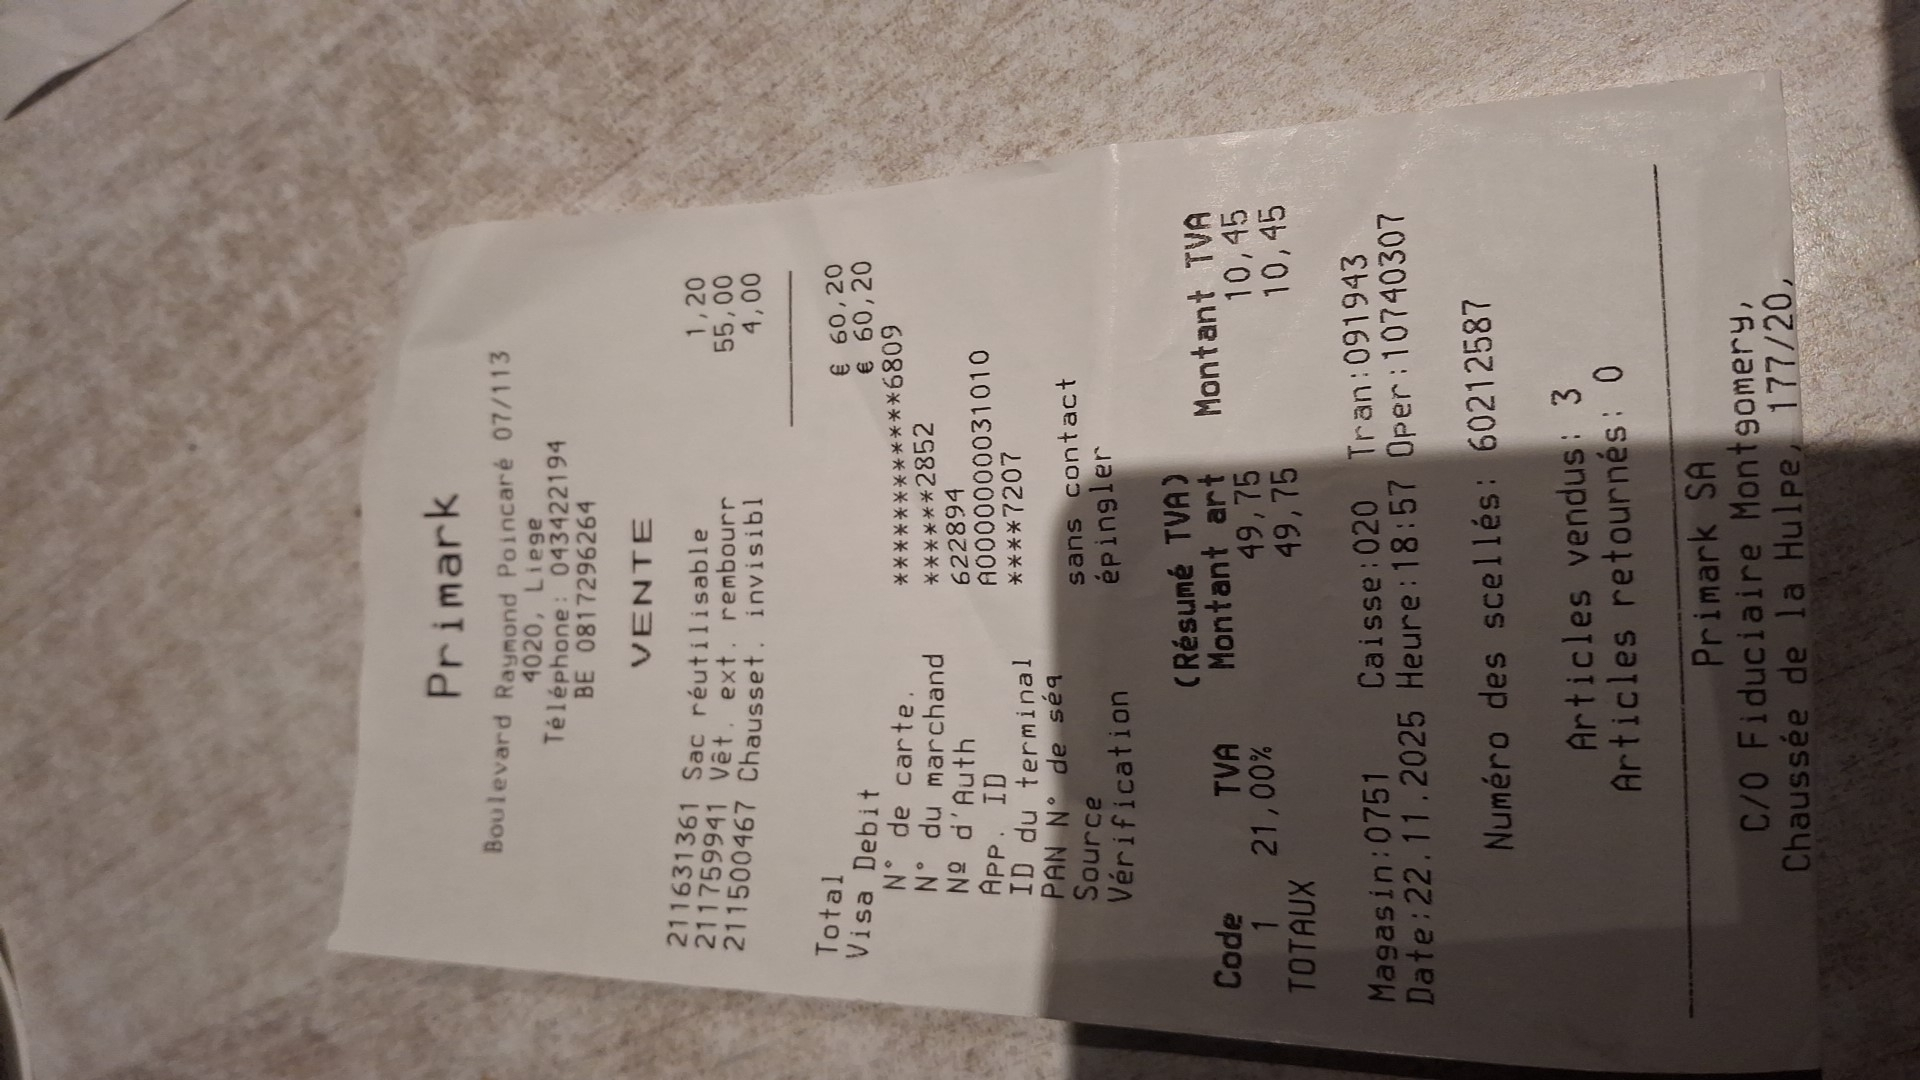 Primark
Boulevard Raymond Poincaré 07/113
4020, Liege
Téléphone: 043422194
BE 0817296264
VENTE
211631361 Sac réutilisable 1,20
211759941 Vêt. ext. rembourr 55,00
211500467 Chausset. invisibl 4,00
Total € 60,20
Visa Debit € 60,20
N° de carte. ***************6809
N° du marchand ******2852
Nº d'Auth 622894
App. ID A0000000031010
ID du terminal ****7207
PAN N° de séq
Source sans contact
Vérification épingler
(Résumé TVA)
Code TVA Montant art Montant TVA
1 21,00% 49,75 10,45
TOTAUX 49,75 10,45
Magasin:0751 Caisse:020 Tran:091943
Date:22.11.2025 Heure:18:57 Oper:10740307
Numéro des scellés: 60212587
Articles vendus: 3
Articles retournés: 0
Primark SA
C/O Fiduciaire Montgomery,
Chaussée de la Hulpe, 177/20,